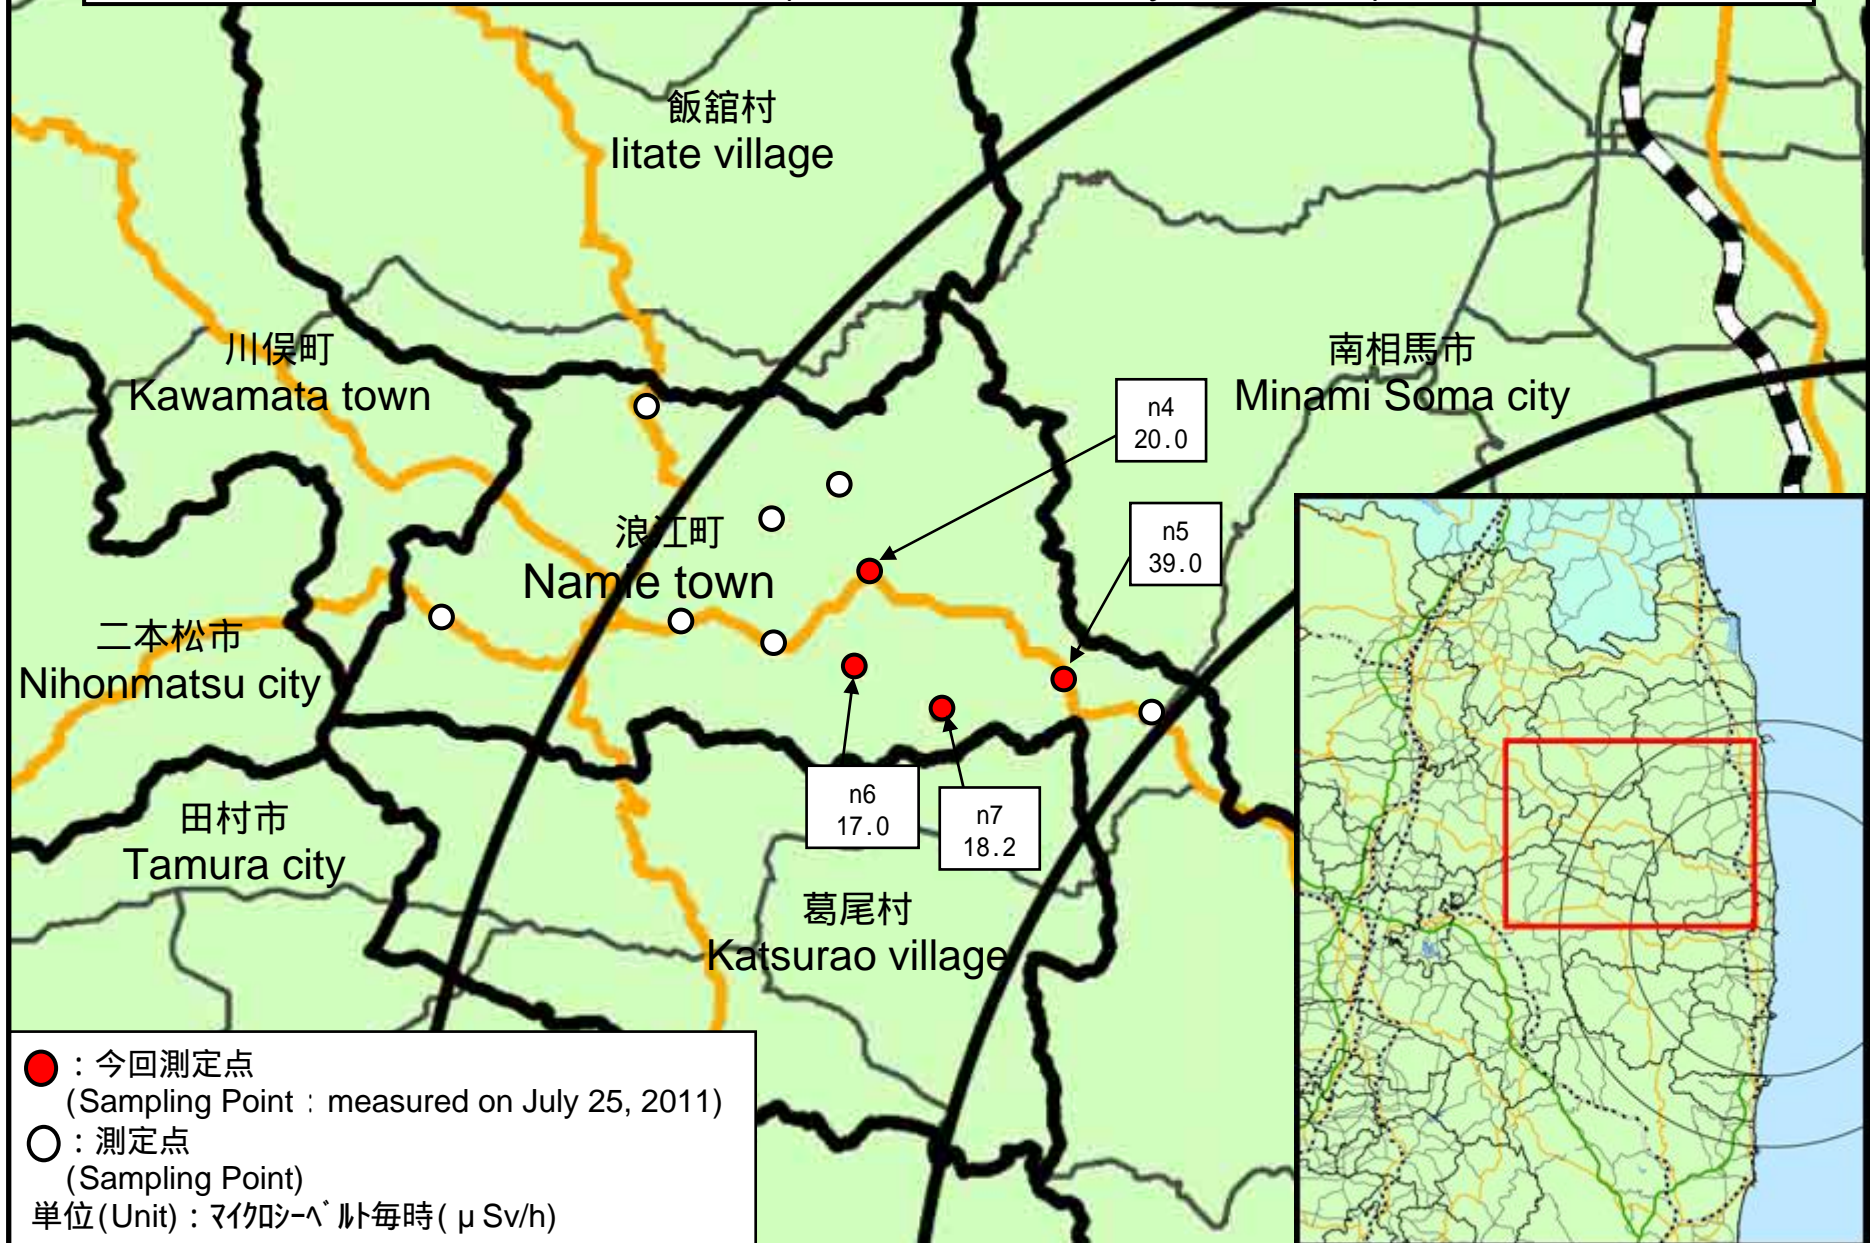 飯舘村
Iitate village
川俣町
Kawamata town
南相馬市
Minami Soma city
n4
20.0
n5
39.0
浪江町
Namie town
二本松市
Nihonmatsu city
n6
17.0
n7
18.2
田村市
Tamura city
葛尾村
Katsurao village
：今回測定点
(Sampling Point：measured on July 25, 2011)
：測定点
(Sampling Point)
単位(Unit)：ﾏｲｸﾛｼｰﾍﾞﾙﾄ毎時( μ Sv/h)